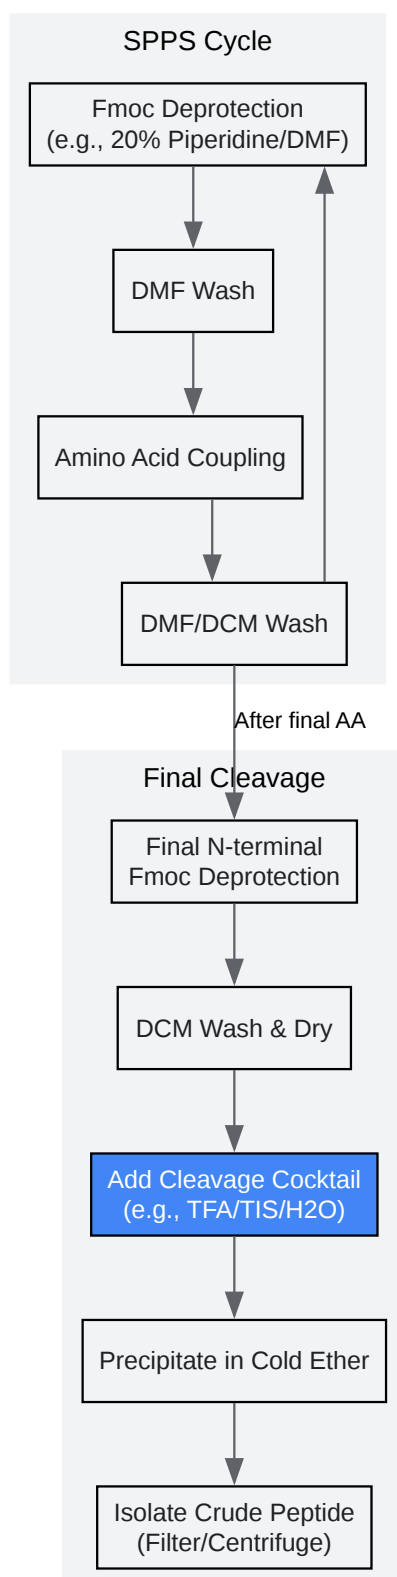 SPPS Cycle
Fmoc Deprotection
(e.g., 20% Piperidine/DMF)
DMF Wash
Amino Acid Coupling
DMF/DCM Wash
After final AA
Final Cleavage
Final N-terminal
Fmoc Deprotection
DCM Wash & Dry
Add Cleavage Cocktail
(e.g., TFA/TIS/H2O)
Precipitate in Cold Ether
Isolate Crude Peptide
(Filter/Centrifuge)